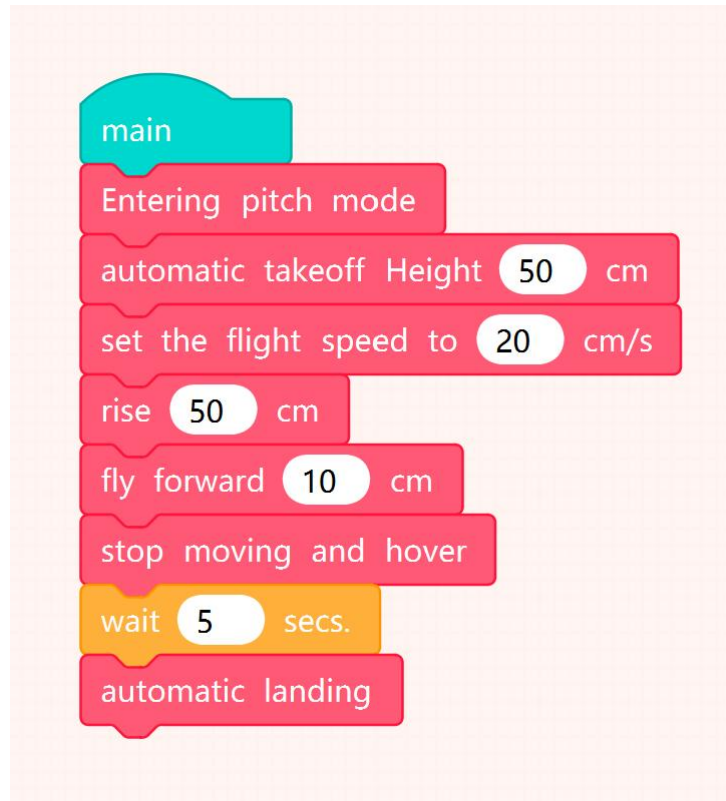 main
Entering pitch mode
automatic takeoff Height 50 cm
set the flight speed to 20 cm/s
rise 50 cm
fly forward 10 cm
stop moving and hover
wait 5 secs.
automatic landing